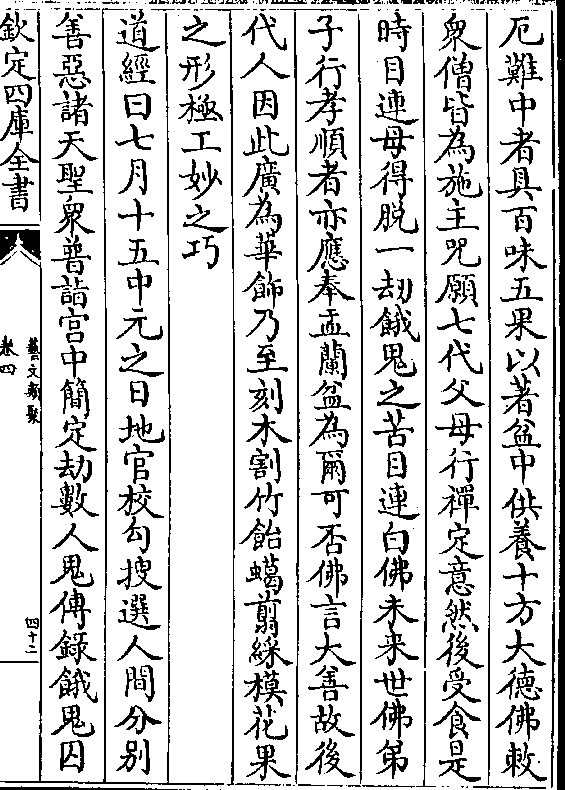 厄難中者具百味五果以著盆中供養十方大德佛敕
衆僧皆為施主呪願七代父母行禪定意然後受食是
時目連母得脱一劫餓鬼之苦目連白佛未来世佛弟
子行孝順者亦應奉盂蘭盆為爾可否佛言大善故後
代人因此廣為華飾乃至刻木割竹飴蠟翦綵模花果
之形極工妙之巧
道經曰七月十五中元之日地官校勾搜選人間分别
善惡諸天聖衆普詣宫中簡定劫數人鬼傳録餓鬼囚
欽定四庫全書
藝文類聚
卷四
四十二